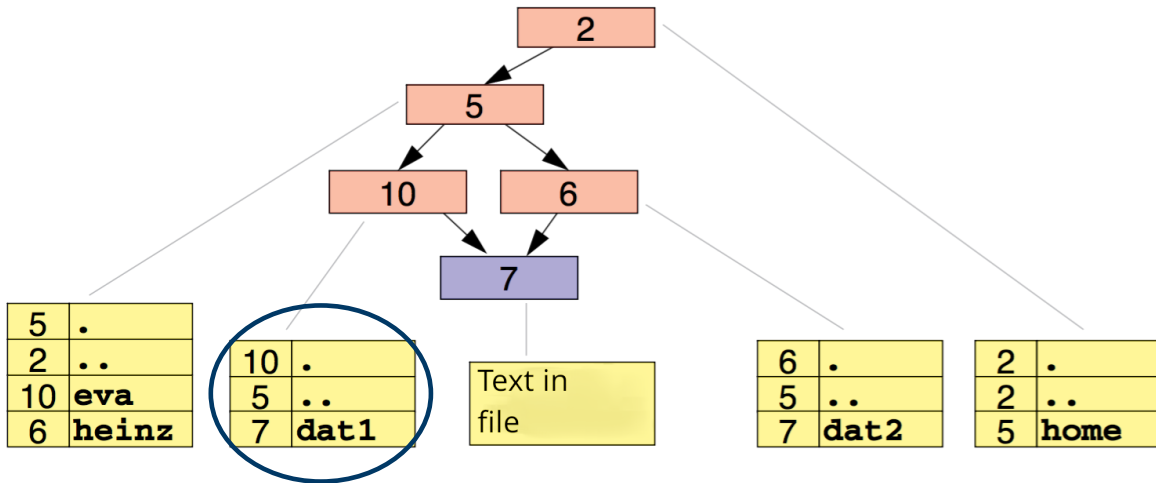 2
5
10 6
7
5 .
2 ..
10 eva
6 heinz
10 .
5 ..
7 dat1
Text in
file
6 .
5 ..
7 dat2
2 .
2 ..
5 home